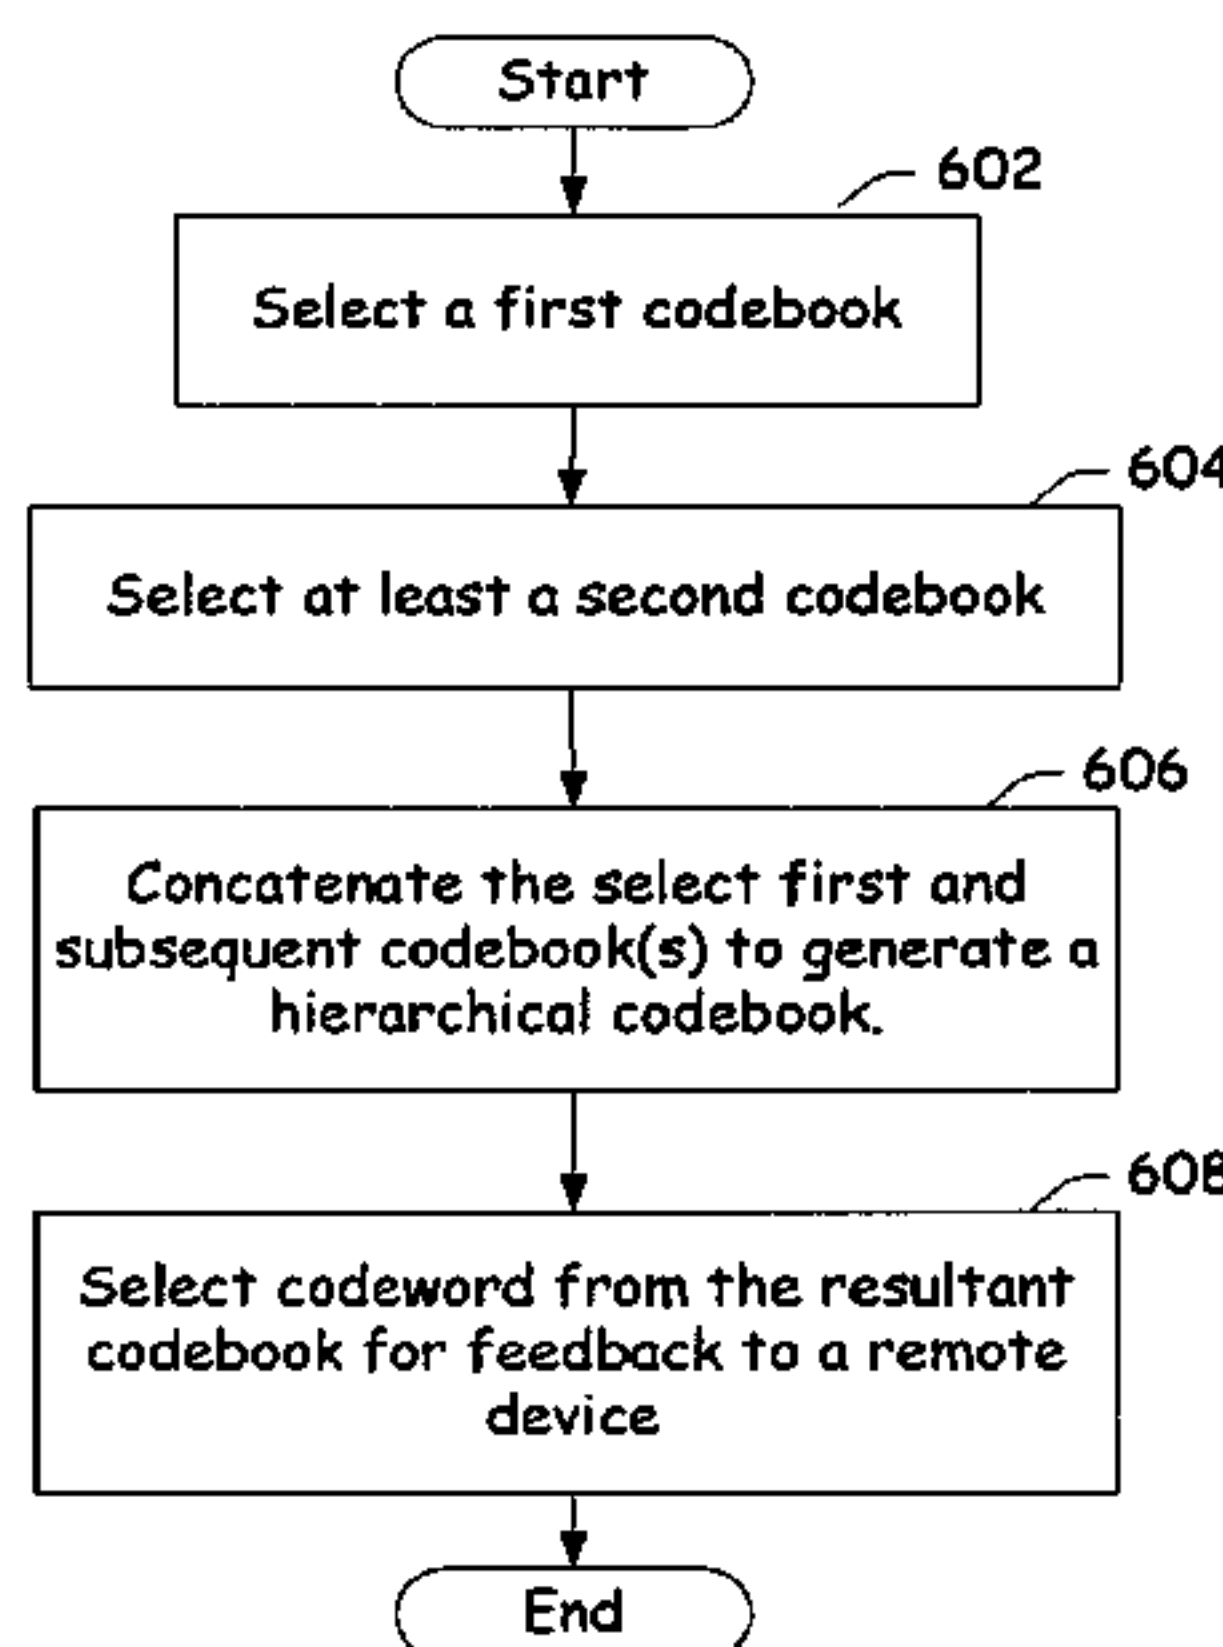 Start
602
Select a first codebook
604
Select at least a second codebook
606
Concatenate the select first and
subsequent codebook(s) to generate a
hierarchical codebook.
608
Select codeword from the resultant
codebook for feedback to a remote
device
End